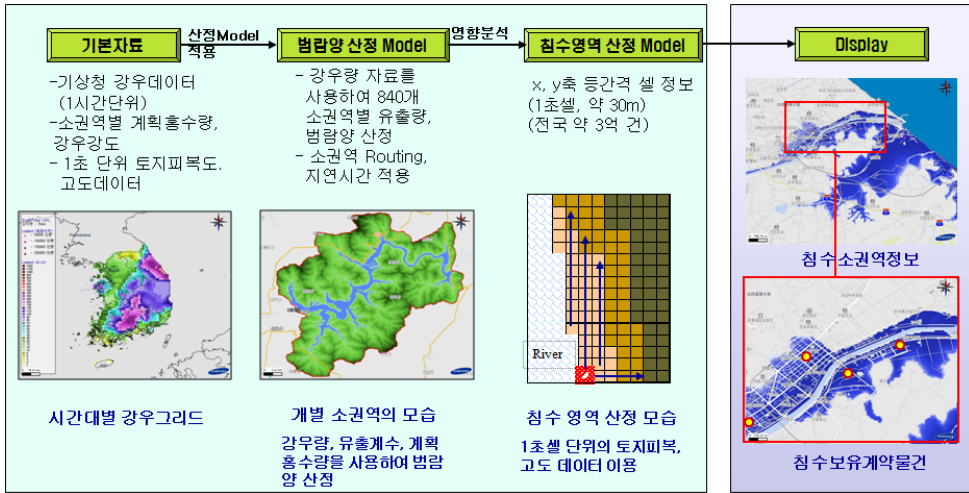 기본자료
산정Model
적용
범람양 산정 Model
영향분석
침수영역 산정 Model
Display
-기상청 강우데이터
(1시간단위)
-소권역별 계획홍수량,
강우강도
- 1초 단위 토지피복도.
고도데이터
- 강우량 자료를
사용하여 840개
소권역별 유출량,
범람양 산정
- 소권역 Routing,
지연시간 적용
x, y축 등간격 셀 정보
(1초셀, 약 30m)
(전국 약 3억 건)
River
시간대별 강우그리드
개별 소권역의 모습
강우량, 유출계수, 계획
홍수량을 사용하여 범람
양 산정
침수 영역 산정 모습
1초셀 단위의 토지피복,
고도 데이터 이용
침수소권역정보
침수보유계약물건